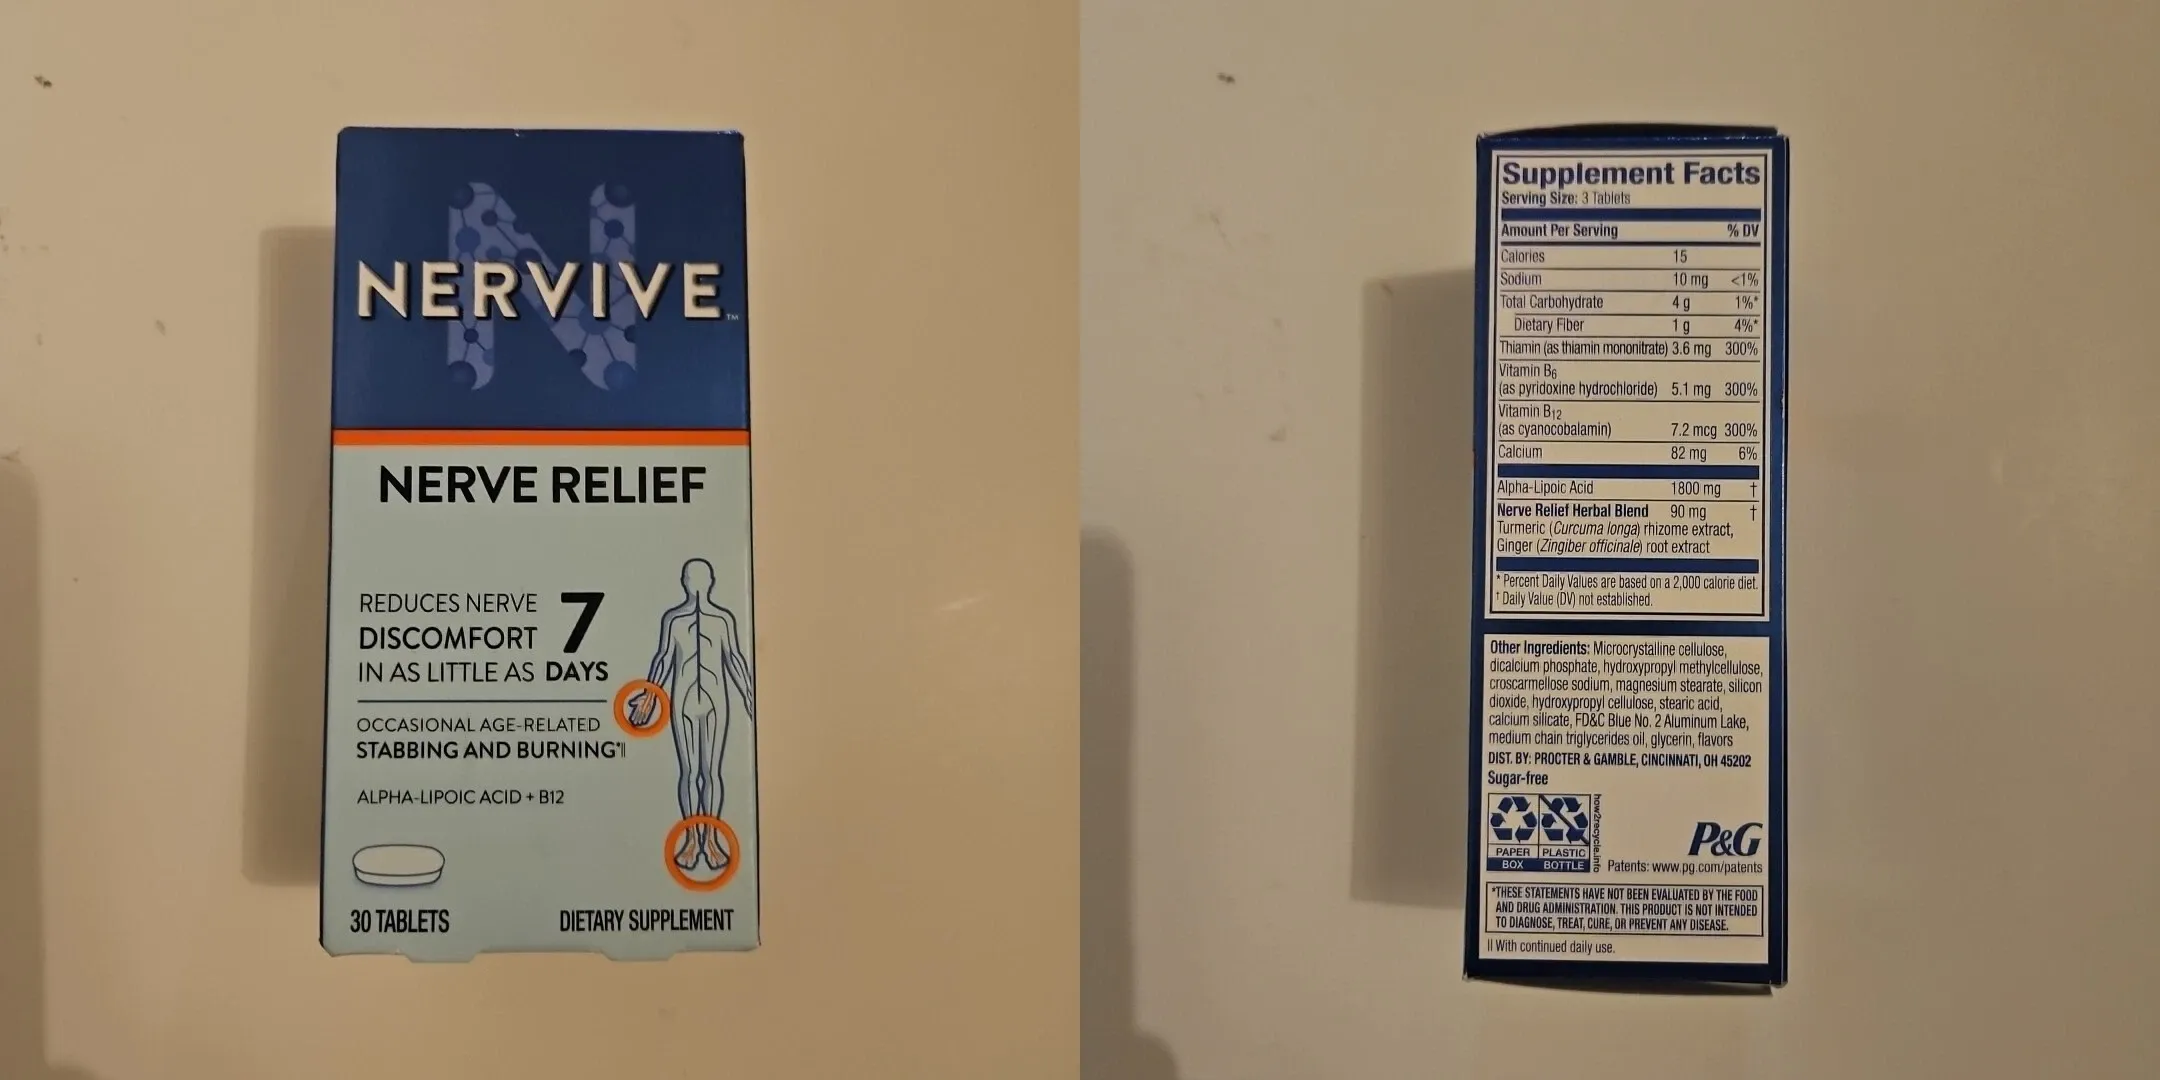 NERVIVE™
NERVE RELIEF
REDUCES NERVE
DISCOMFORT 7
IN AS LITTLE AS DAYS
OCCASIONAL AGE-RELATED
STABBING AND BURNING*ǁ
ALPHA-LIPOIC ACID + B12
30 TABLETS DIETARY SUPPLEMENT
Supplement Facts
Serving Size: 3 Tablets
Amount Per Serving % DV
Calories 15
Sodium 10 mg <1%
Total Carbohydrate 4 g 1%*
Dietary Fiber 1 g 4%*
Thiamin (as thiamin mononitrate) 3.6 mg 300%
Vitamin B6
(as pyridoxine hydrochloride) 5.1 mg 300%
Vitamin B12
(as cyanocobalamin) 7.2 mcg 300%
Calcium 82 mg 6%
Alpha-Lipoic Acid 1800 mg †
Nerve Relief Herbal Blend 90 mg †
Turmeric (Curcuma longa) rhizome extract,
Ginger (Zingiber officinale) root extract
* Percent Daily Values are based on a 2,000 calorie diet.
† Daily Value (DV) not established.
Other Ingredients: Microcrystalline cellulose,
dicalcium phosphate, hydroxypropyl methylcellulose,
croscarmellose sodium, magnesium stearate, silicon
dioxide, hydroxypropyl cellulose, stearic acid,
calcium silicate, FD&C Blue No. 2 Aluminum Lake,
medium chain triglycerides oil, glycerin, flavors
DIST. BY: PROCTER & GAMBLE, CINCINNATI, OH 45202
Sugar-free
how2recycle.info
PAPER PLASTIC
BOX BOTTLE
P&G
Patents: www.pg.com/patents
*THESE STATEMENTS HAVE NOT BEEN EVALUATED BY THE FOOD
AND DRUG ADMINISTRATION. THIS PRODUCT IS NOT INTENDED
TO DIAGNOSE, TREAT, CURE, OR PREVENT ANY DISEASE.
ǁ With continued daily use.